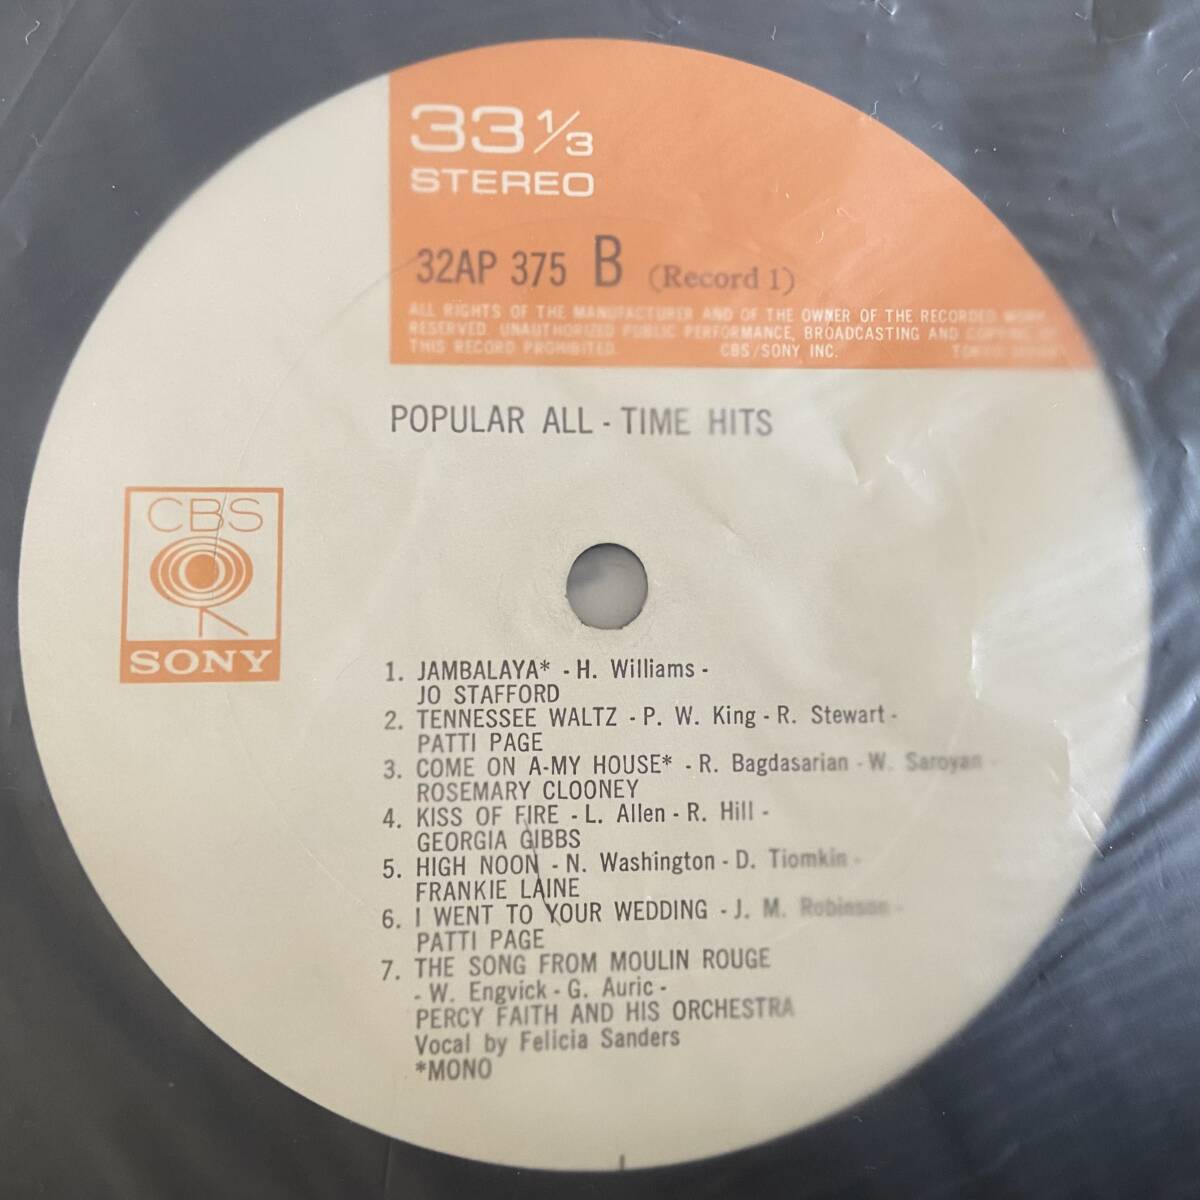 33 1/3
STEREO
32AP 375 B (Record 1)
ALL RIGHTS OF THE MANUFACTURER AND OF THE OWNER OF THE RECORDED WORK
RESERVED. UNAUTHORIZED PUBLIC PERFORMANCE, BROADCASTING AND COPYING OF
THIS RECORD PROHIBITED. CBS/SONY INC.
POPULAR ALL - TIME HITS
CBS
SONY
1. JAMBALAYA* - H. Williams -
JO STAFFORD
2. TENNESSEE WALTZ - P. W. King - R. Stewart -
PATTI PAGE
3. COME ON A-MY HOUSE* - R. Bagdasarian - W. Saroyan -
ROSEMARY CLOONEY
4. KISS OF FIRE - L. Allen - R. Hill -
GEORGIA GIBBS
5. HIGH NOON - N. Washington - D. Tiomkin -
FRANKIE LAINE
6. I WENT TO YOUR WEDDING - J. M. Robinson -
PATTI PAGE
7. THE SONG FROM MOULIN ROUGE
- W. Engvick - G. Auric -
PERCY FAITH AND HIS ORCHESTRA
Vocal by Felicia Sanders
*MONO